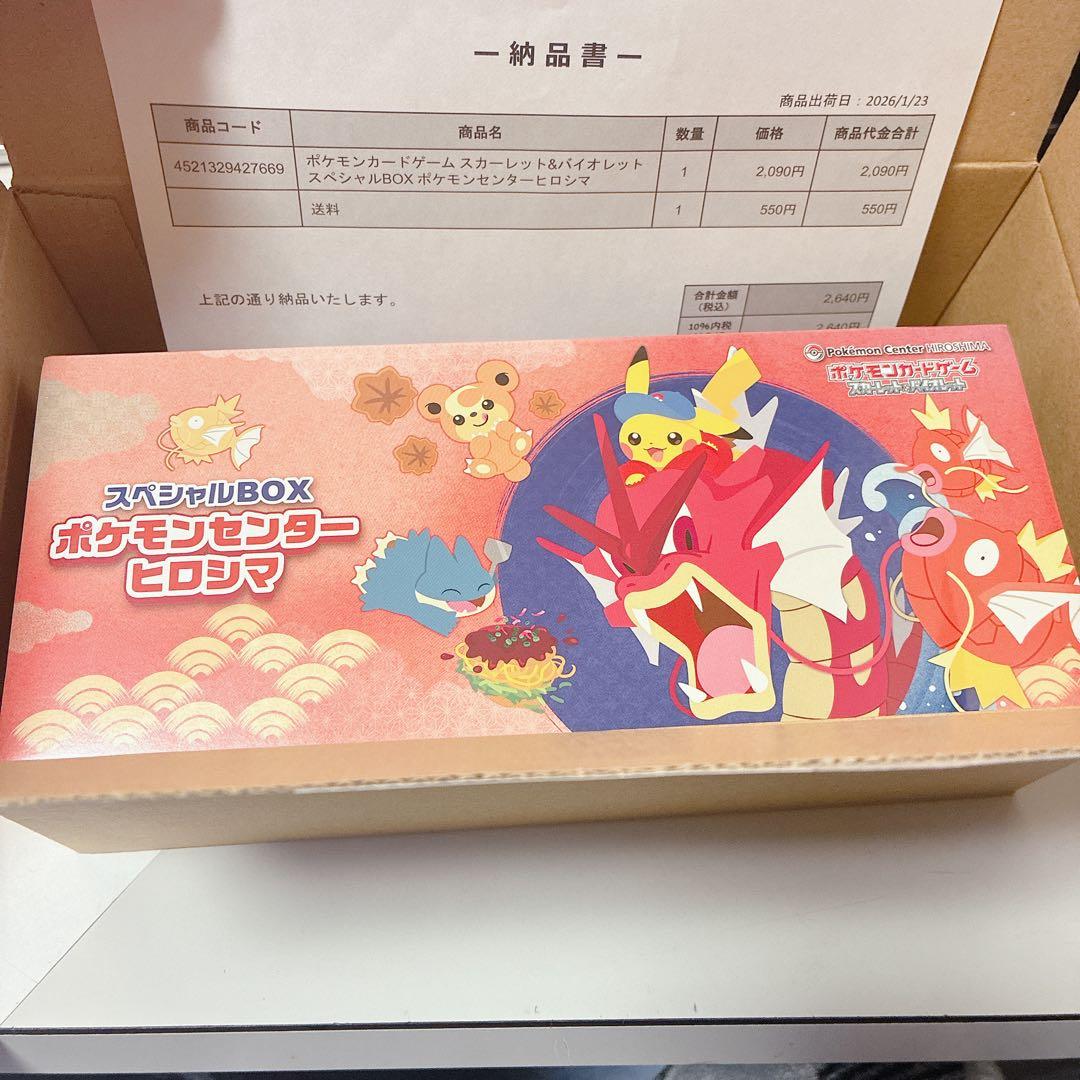 ー納品書ー
商品出荷日：2026/1/23
商品コード 商品名 数量 価格 商品代金合計
4521329427669 ポケモンカードゲーム スカーレット&バイオレット
スペシャルBOX ポケモンセンターヒロシマ 1 2,090円 2,090円
送料 1 550円 550円
上記の通り納品いたします。
合計金額
（税込） 2,640円
10%内税 2,640円
Pokémon Center HIROSHIMA
ポケモンカードゲーム
スカーレット&バイオレット
スペシャルBOX
ポケモンセンター
ヒロシマ